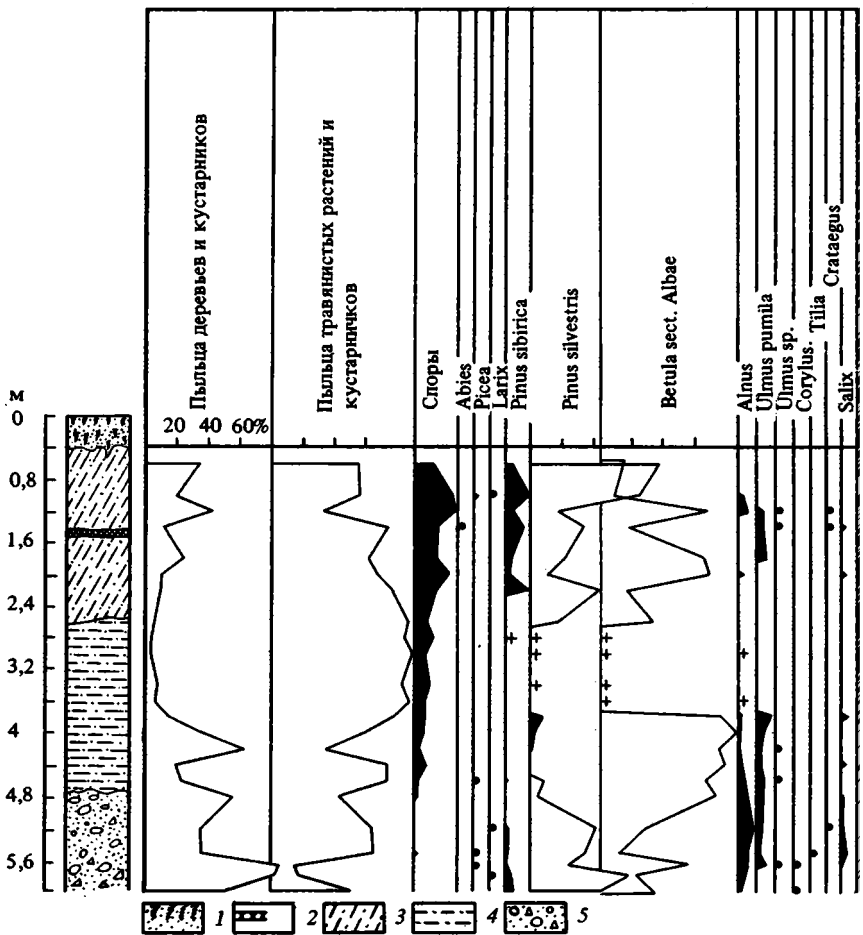 Пыльца деревьев и кустарников
Пыльца травянистых растений и
кустарничков
Споры
Abies
Picea
Larix
Pinus sibirica
Pinus silvestris
Betula sect. Albae
Alnus
Ulmus pumila
Ulmus sp.
Corylus.
Tilia
Crataegus
Salix
м
0
20 40 60%
0,8
1,6
2,4
3,2
4
4,8
5,6
1 2 3 4 5